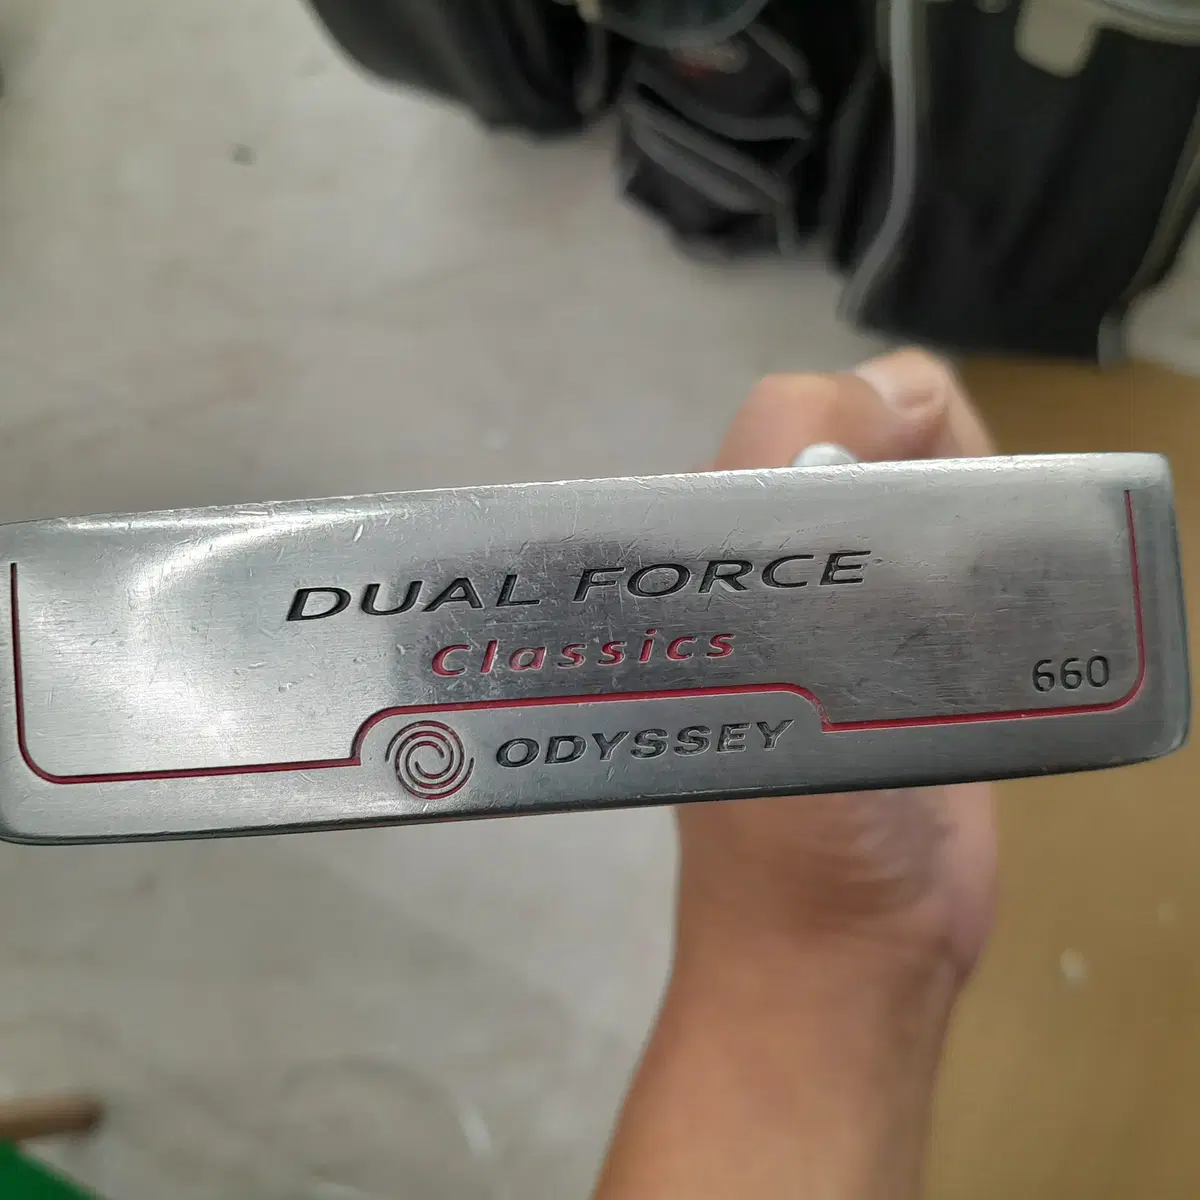 DUAL FORCE
Classics
660
ODYSSEY